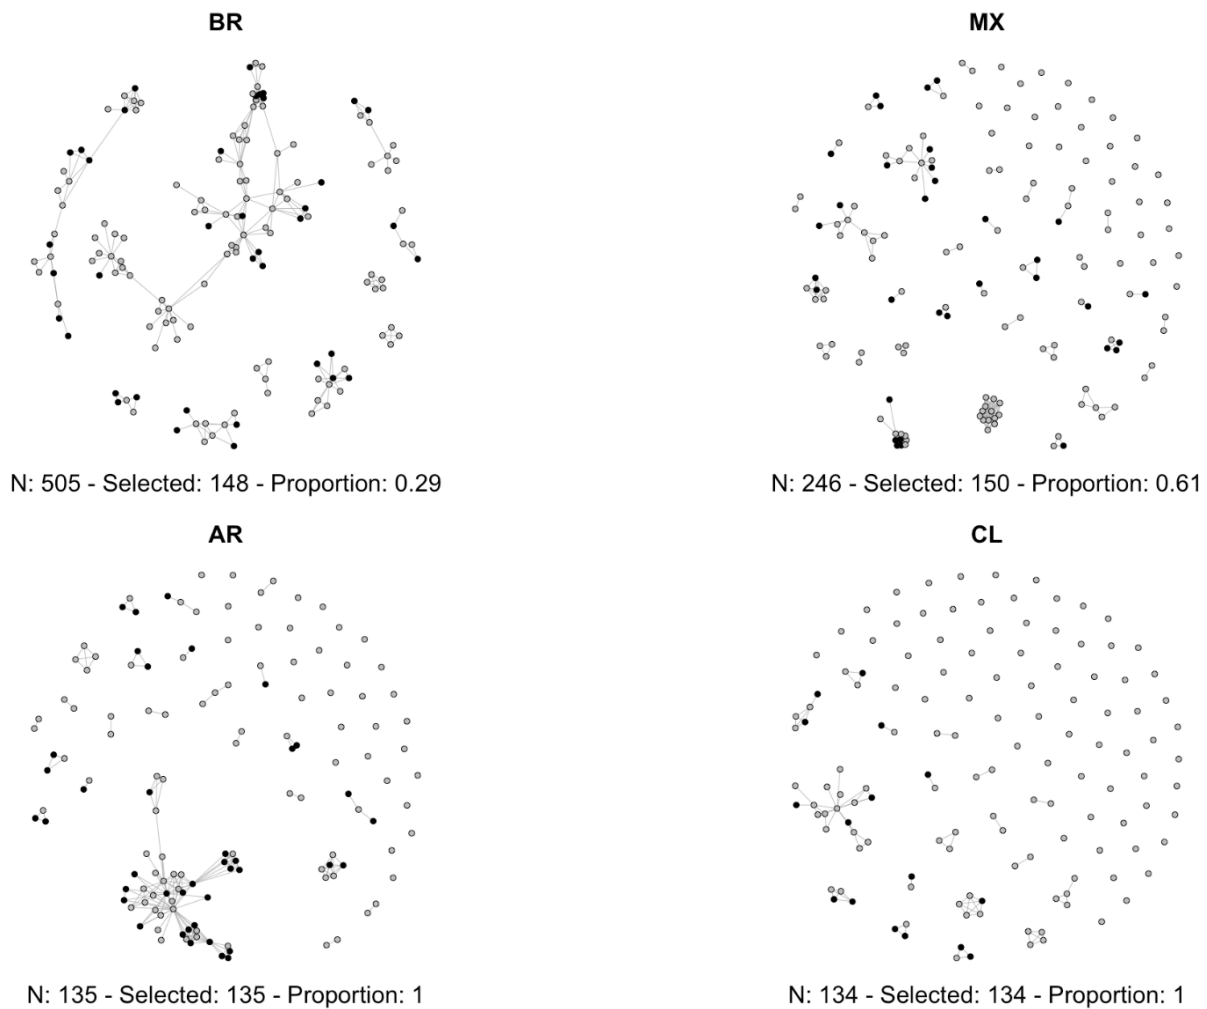 BR
MX
N: 505 - Selected: 148 - Proportion: 0.29
N: 246 - Selected: 150 - Proportion: 0.61
AR
CL
N: 135 - Selected: 135 - Proportion: 1
N: 134 - Selected: 134 - Proportion: 1